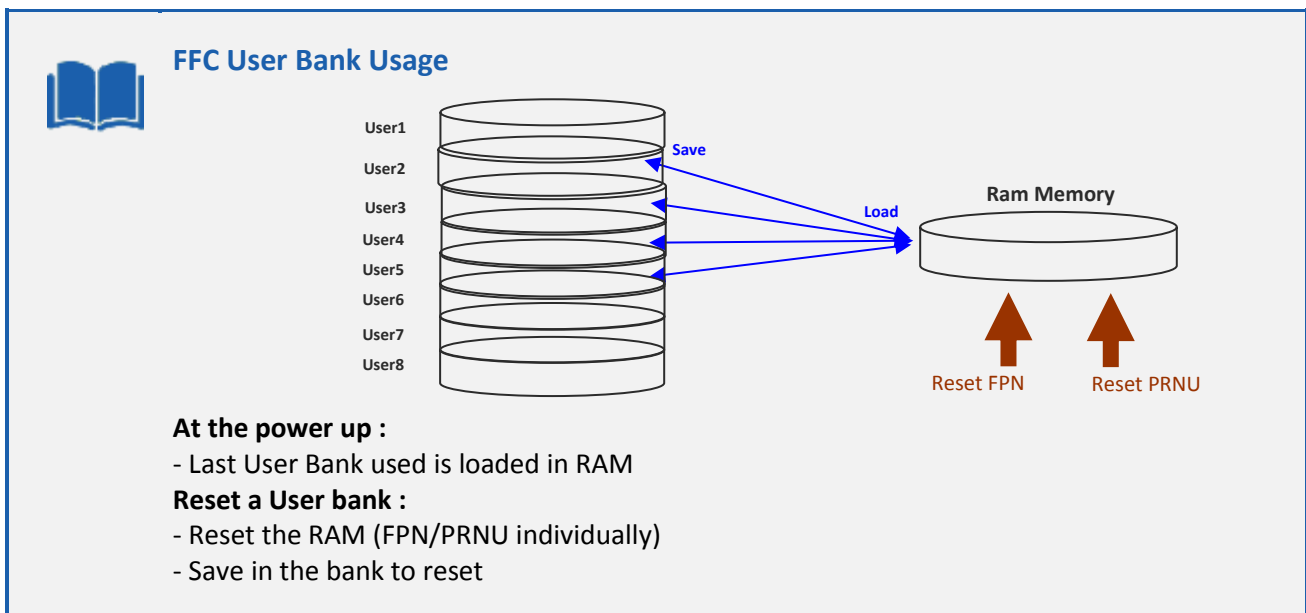 FFC User Bank Usage
User1
User2
User3
User4
User5
User6
User7
User8
Save
Load
Ram Memory
Reset FPN
Reset PRNU
At the power up :
- Last User Bank used is loaded in RAM
Reset a User bank :
- Reset the RAM (FPN/PRNU individually)
- Save in the bank to reset